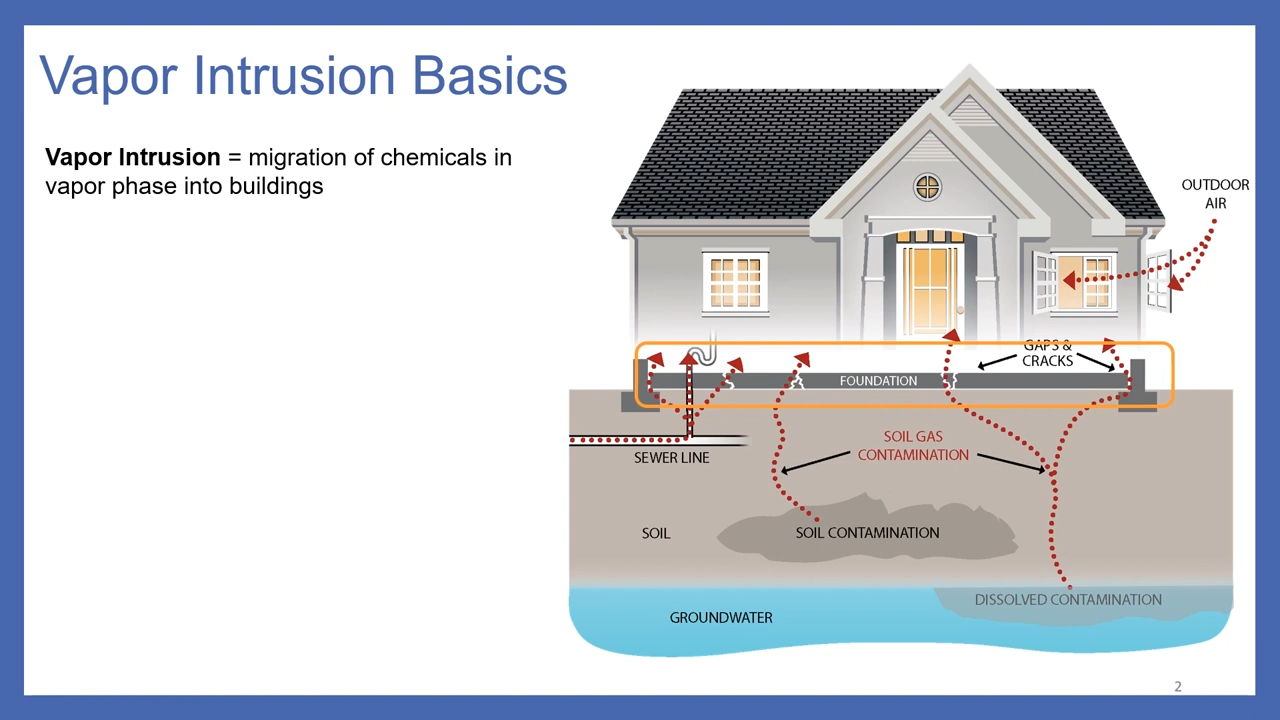 Vapor Intrusion Basics
Vapor Intrusion = migration of chemicals in
vapor phase into buildings
OUTDOOR
AIR
GAPS &
CRACKS
FOUNDATION
SOIL GAS
CONTAMINATION
SEWER LINE
SOIL
SOIL CONTAMINATION
DISSOLVED CONTAMINATION
GROUNDWATER
2